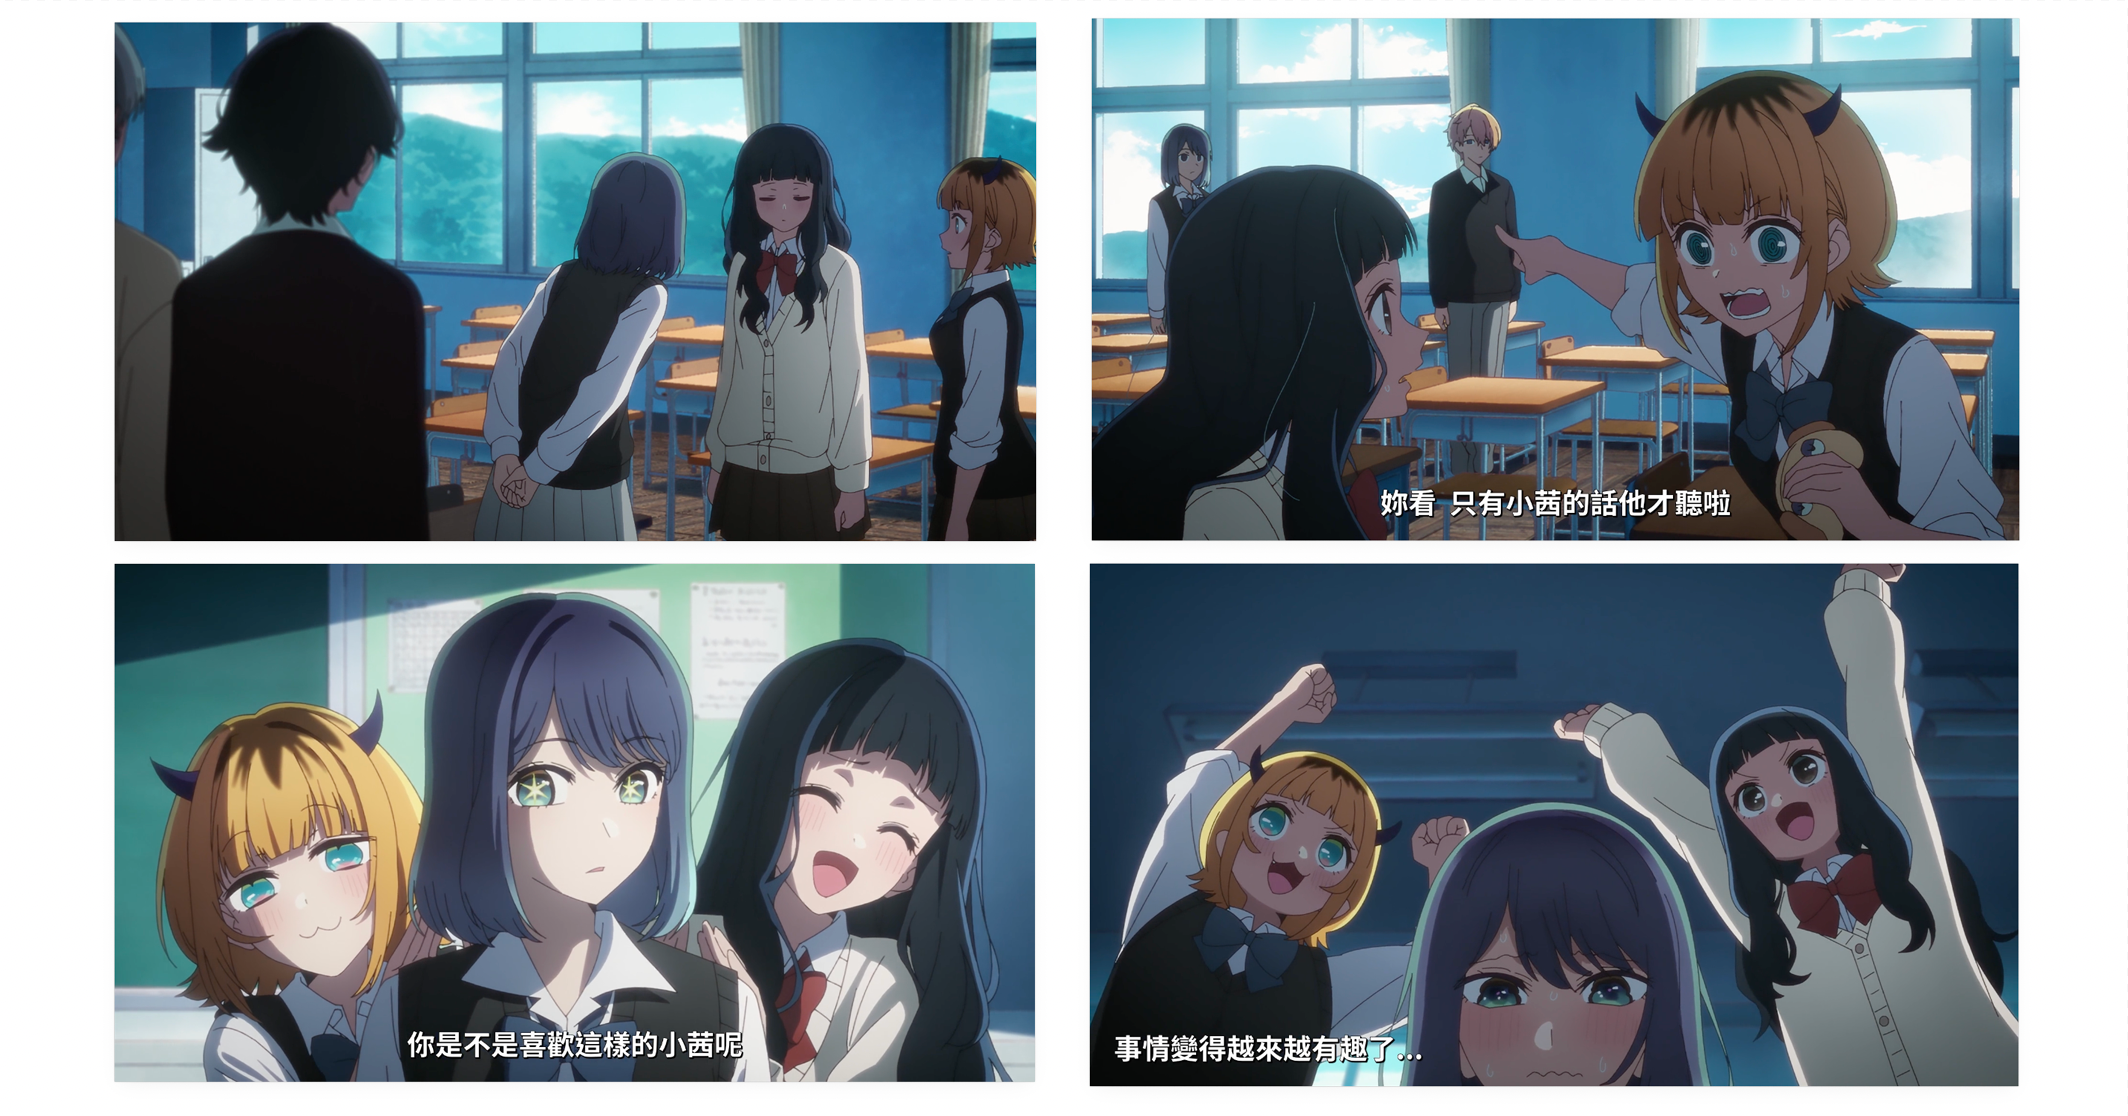 妳看 只有小茜的話他才聽啦
你是不是喜歡這樣的小茜呢
事情變得越來越有趣了...